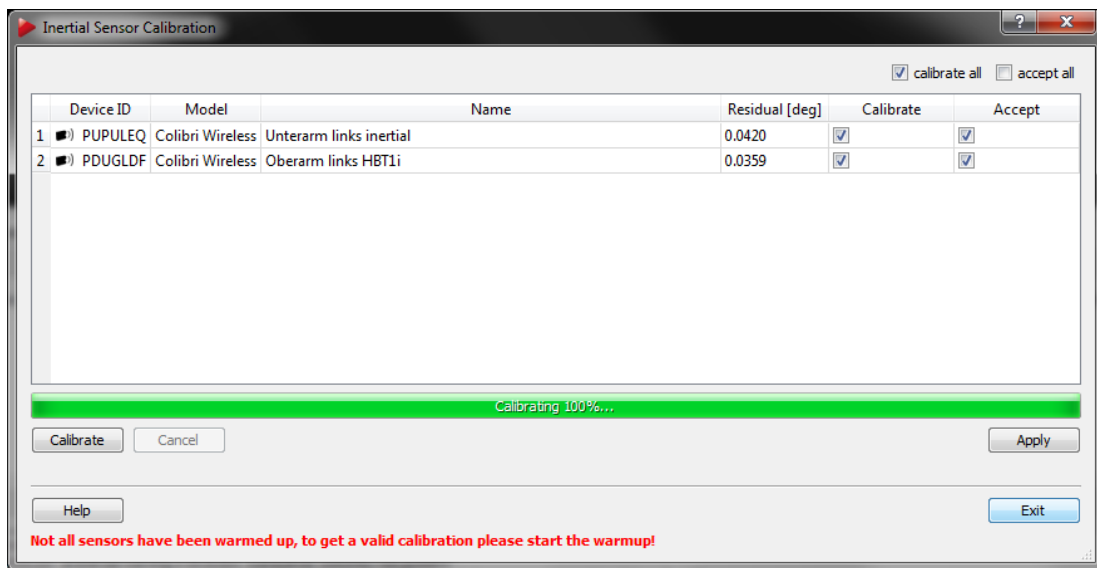 Inertial Sensor Calibration
calibrate all accept all
Device ID Model Name Residual [deg] Calibrate Accept
1 PUPULEQ Colibri Wireless Unterarm links inertial 0.0420
2 PDUGLDF Colibri Wireless Oberarm links HBT1i 0.0359
Calibrating 100%...
Calibrate Cancel Apply
Help Exit
Not all sensors have been warmed up, to get a valid calibration please start the warmup!